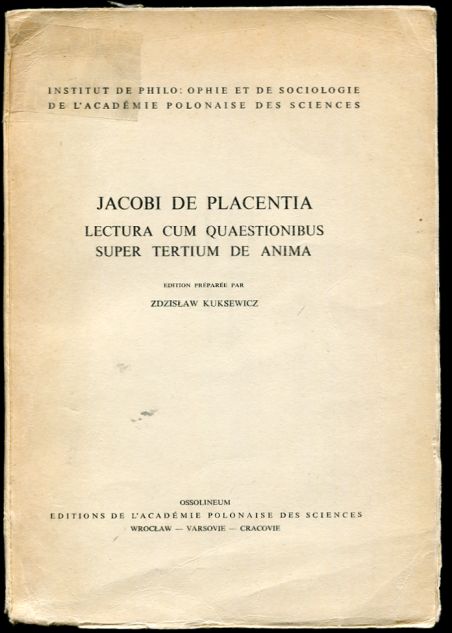 INSTITUT DE PHILO: OPHIE ET DE SOCIOLOGIE
DE L'ACADÉMIE POLONAISE DES SCIENCES
JACOBI DE PLACENTIA
LECTURA CUM QUAESTIONIBUS
SUPER TERTIUM DE ANIMA
EDITION PRÉPARÉE PAR
ZDZISŁAW KUKSEWICZ
OSSOLINEUM
EDITIONS DE L'ACADÉMIE POLONAISE DES SCIENCES
WROCŁAW — VARSOVIE — CRACOVIE